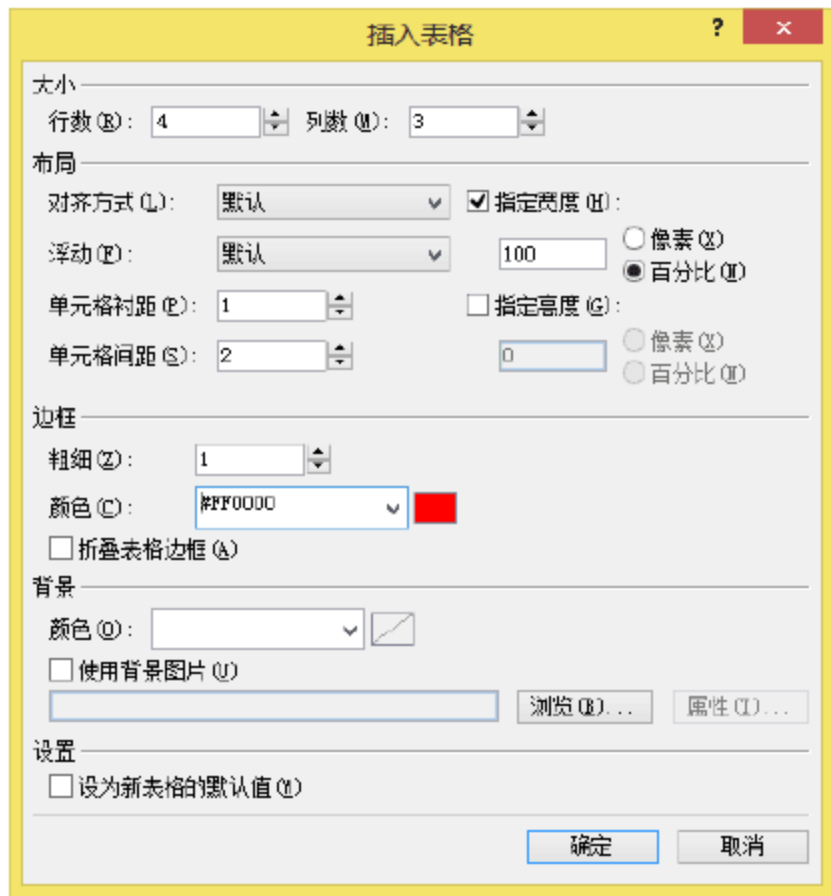 插入表格 ? ×
大小
行数(R): 4 列数(M): 3
布局
对齐方式(L): 默认 指定宽度(H):
浮动(F): 默认 100 像素(X)
百分比(N)
单元格衬距(P): 1 指定高度(G):
单元格间距(S): 2 0 像素(X)
百分比(N)
边框
粗细(Z): 1
颜色(C): #FF0000
折叠表格边框(A)
背景
颜色(O):
使用背景图片(U)
浏览(B)... 属性(I)...
设置
设为新表格的默认值(Y)
确定 取消